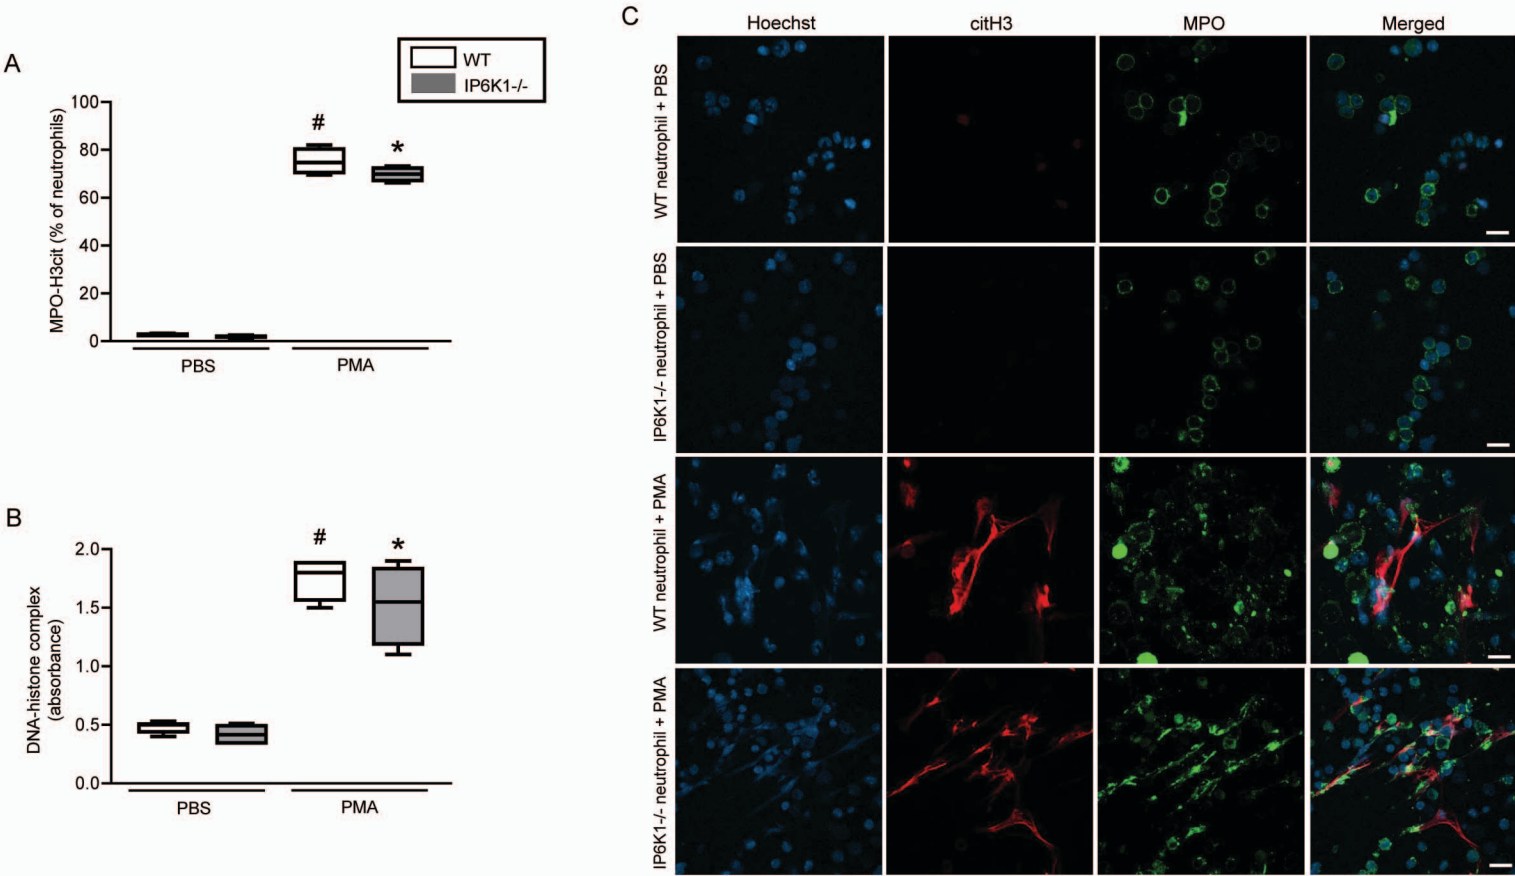 A
WT
IP6K1-/-
MPO-H3cit (% of neutrophils)
100
80
60
40
20
0
#
*
PBS
PMA
B
DNA-histone complex
(absorbance)
2.0
1.5
1.0
0.5
0.0
#
*
PBS
PMA
C
Hoechst
citH3
MPO
Merged
WT neutrophil + PBS
IP6K1-/- neutrophil + PBS
WT neutrophil + PMA
IP6K1-/- neutrophil + PMA